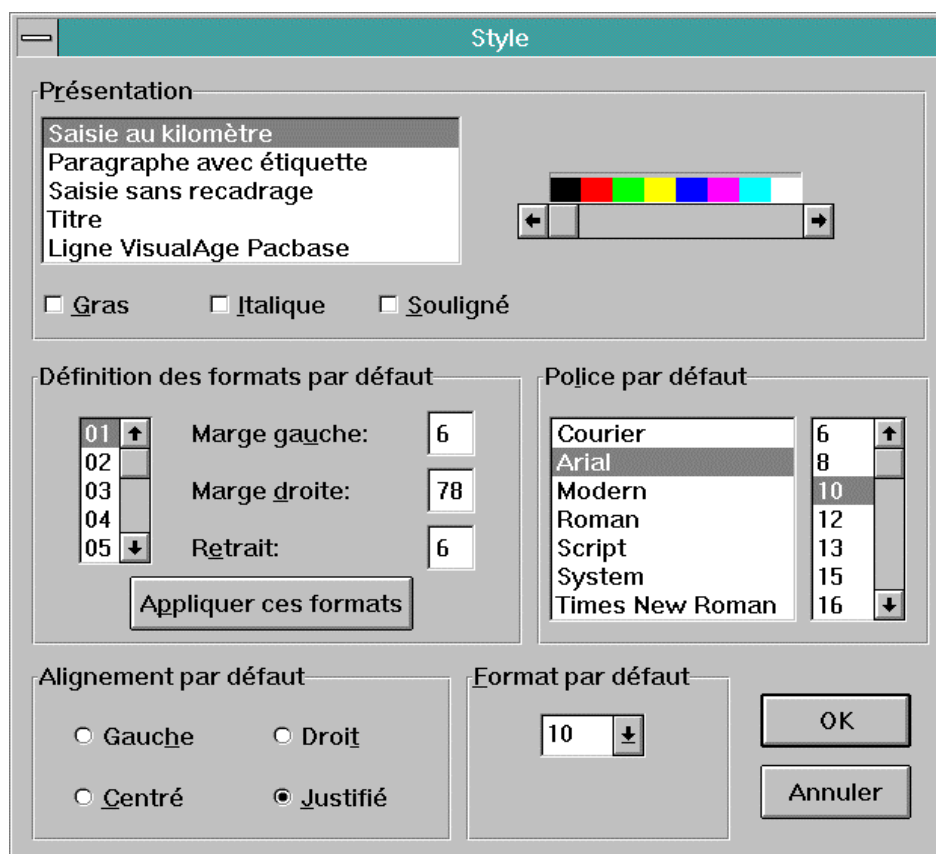 Style
Présentation
Saisie au kilomètre
Paragraphe avec étiquette
Saisie sans recadrage
Titre
Ligne VisualAge Pacbase
Gras Italique Souligné
Définition des formats par défaut
01
02
03
04
05
Marge gauche: 6
Marge droite: 78
Retrait: 6
Appliquer ces formats
Police par défaut
Courier
Arial
Modern
Roman
Script
System
Times New Roman
6
8
10
12
13
15
16
Alignement par défaut
Gauche Droit
Centré Justifié
Format par défaut
10
OK
Annuler